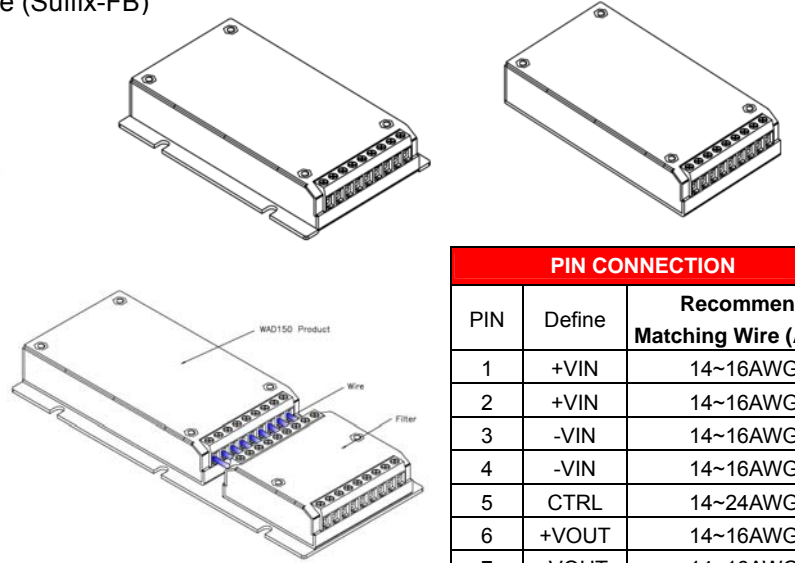 e (Suffix-FB)
WAD150 Product
Wire
Filter
PIN CONNECTION
PIN Define Recommen
Matching Wire (
1 +VIN 14~16AWG
2 +VIN 14~16AWG
3 -VIN 14~16AWG
4 -VIN 14~16AWG
5 CTRL 14~24AWG
6 +VOUT 14~16AWG